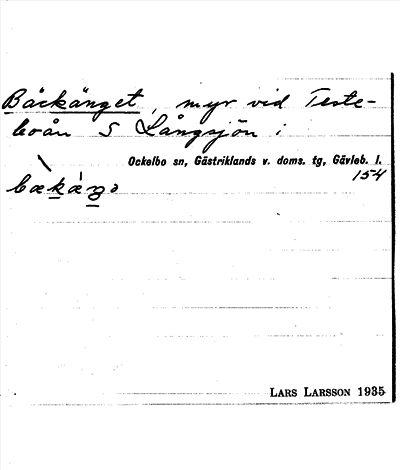 Bäckänget, myr vid Teste-
boån S Långsjön i
Ockelbo sn, Gästriklands v. doms. tg, Gävleb. l.
154
LARS LARSSON 1935